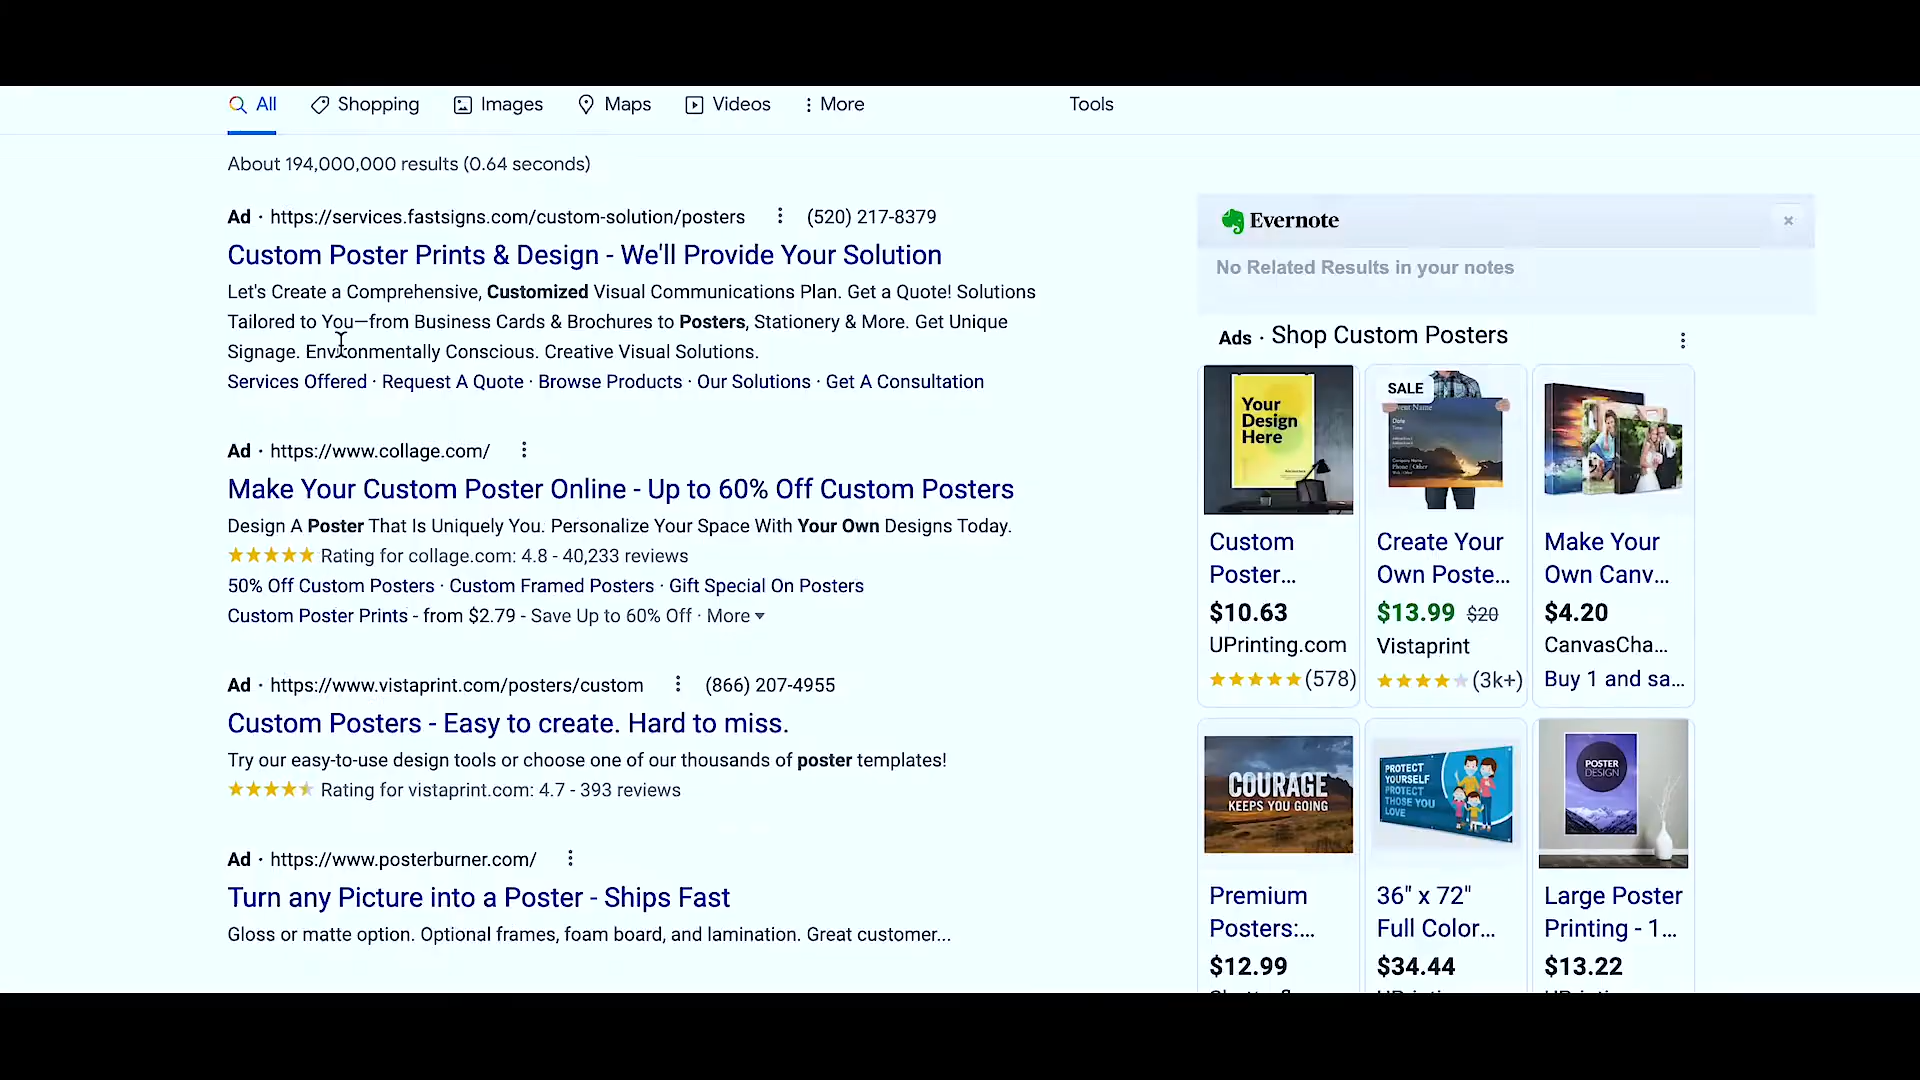 All Shopping Images Maps Videos More Tools
About 194,000,000 results (0.64 seconds)
Ad · https://services.fastsigns.com/custom-solution/posters (520) 217-8379
Custom Poster Prints & Design - We'll Provide Your Solution
Let's Create a Comprehensive, Customized Visual Communications Plan. Get a Quote! Solutions
Tailored to You—from Business Cards & Brochures to Posters, Stationery & More. Get Unique
Signage. Environmentally Conscious. Creative Visual Solutions.
Services Offered · Request A Quote · Browse Products · Our Solutions · Get A Consultation
Ad · https://www.collage.com/
Make Your Custom Poster Online - Up to 60% Off Custom Posters
Design A Poster That Is Uniquely You. Personalize Your Space With Your Own Designs Today.
Rating for collage.com: 4.8 - 40,233 reviews
50% Off Custom Posters · Custom Framed Posters · Gift Special On Posters
Custom Poster Prints - from $2.79 - Save Up to 60% Off · More
Ad · https://www.vistaprint.com/posters/custom (866) 207-4955
Custom Posters - Easy to create. Hard to miss.
Try our easy-to-use design tools or choose one of our thousands of poster templates!
Rating for vistaprint.com: 4.7 - 393 reviews
Ad · https://www.posterburner.com/
Turn any Picture into a Poster - Ships Fast
Gloss or matte option. Optional frames, foam board, and lamination. Great customer...
Evernote
No Related Results in your notes
Ads · Shop Custom Posters
Your
Design
Here
Custom
Poster...
$10.63
UPrinting.com
(578)
SALE
Event Name
Date
Time
Company Name
Phone / Other
Web / Other
Create Your
Own Poste...
$13.99 $20
Vistaprint
(3k+)
Make Your
Own Canv...
$4.20
CanvasCha...
Buy 1 and sa...
COURAGE
KEEPS YOU GOING
Premium
Posters:...
$12.99
PROTECT
YOURSELF
PROTECT
THOSE YOU
LOVE
36" x 72"
Full Color...
$34.44
POSTER
DESIGN
Large Poster
Printing - 1...
$13.22